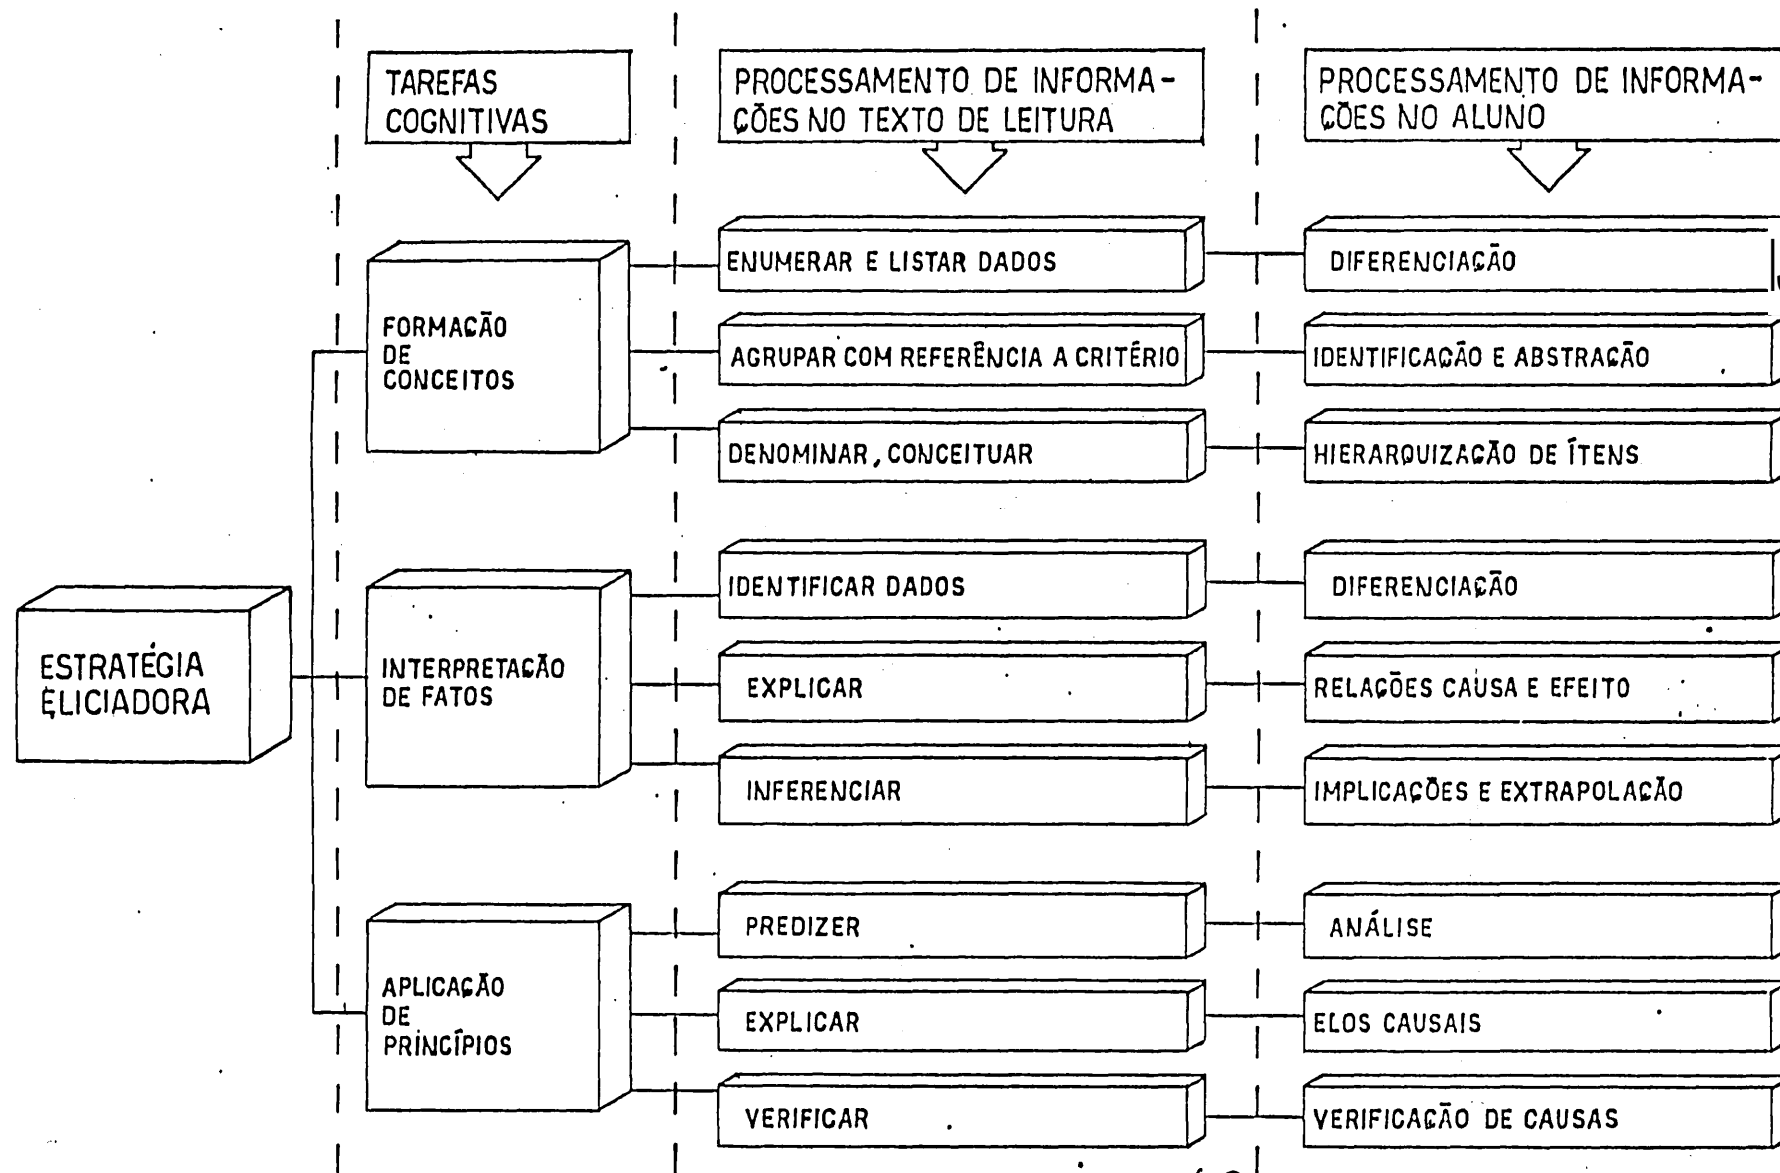 TAREFAS
COGNITIVAS
PROCESSAMENTO DE INFORMA-
ÇÕES NO TEXTO DE LEITURA
PROCESSAMENTO DE INFORMA-
ÇÕES NO ALUNO
ESTRATÉGIA
ELICIADORA
FORMAÇÃO
DE
CONCEITOS
ENUMERAR E LISTAR DADOS
DIFERENCIAÇÃO
AGRUPAR COM REFERÊNCIA A CRITÉRIO
IDENTIFICAÇÃO E ABSTRAÇÃO
DENOMINAR, CONCEITUAR
HIERARQUIZAÇÃO DE ÍTENS
INTERPRETAÇÃO
DE FATOS
IDENTIFICAR DADOS
DIFERENCIAÇÃO
EXPLICAR
RELAÇÕES CAUSA E EFEITO
INFERENCIAR
IMPLICAÇÕES E EXTRAPOLAÇÃO
APLICAÇÃO
DE
PRINCÍPIOS
PREDIZER
ANÁLISE
EXPLICAR
ELOS CAUSAIS
VERIFICAR
VERIFICAÇÃO DE CAUSAS